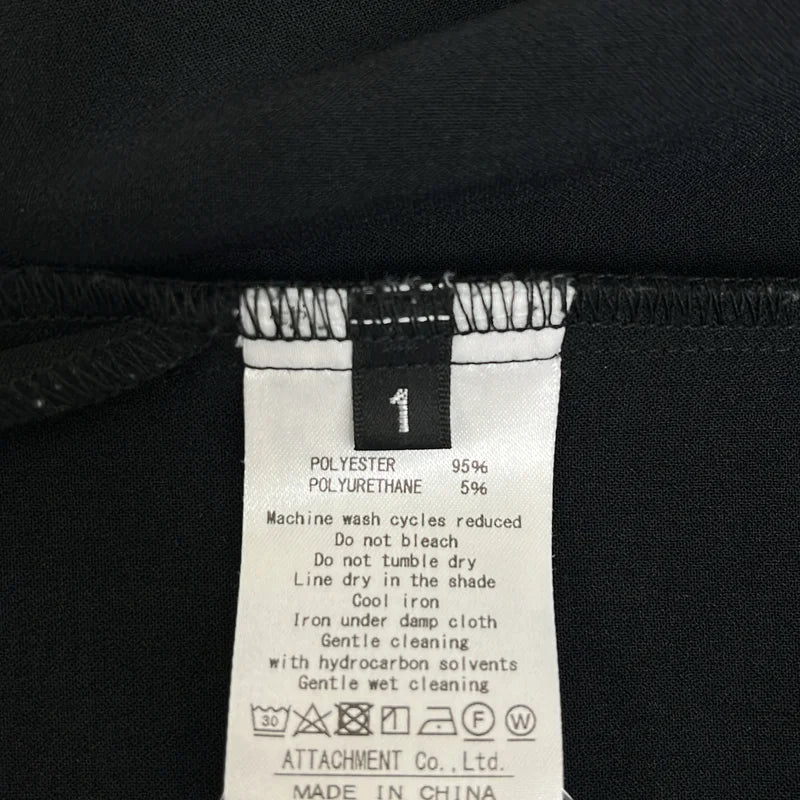 1
POLYESTER 95%
POLYURETHANE 5%
Machine wash cycles reduced
Do not bleach
Do not tumble dry
Line dry in the shade
Cool iron
Iron under damp cloth
Gentle cleaning
with hydrocarbon solvents
Gentle wet cleaning
30 F W
ATTACHMENT Co.,Ltd.
MADE IN CHINA